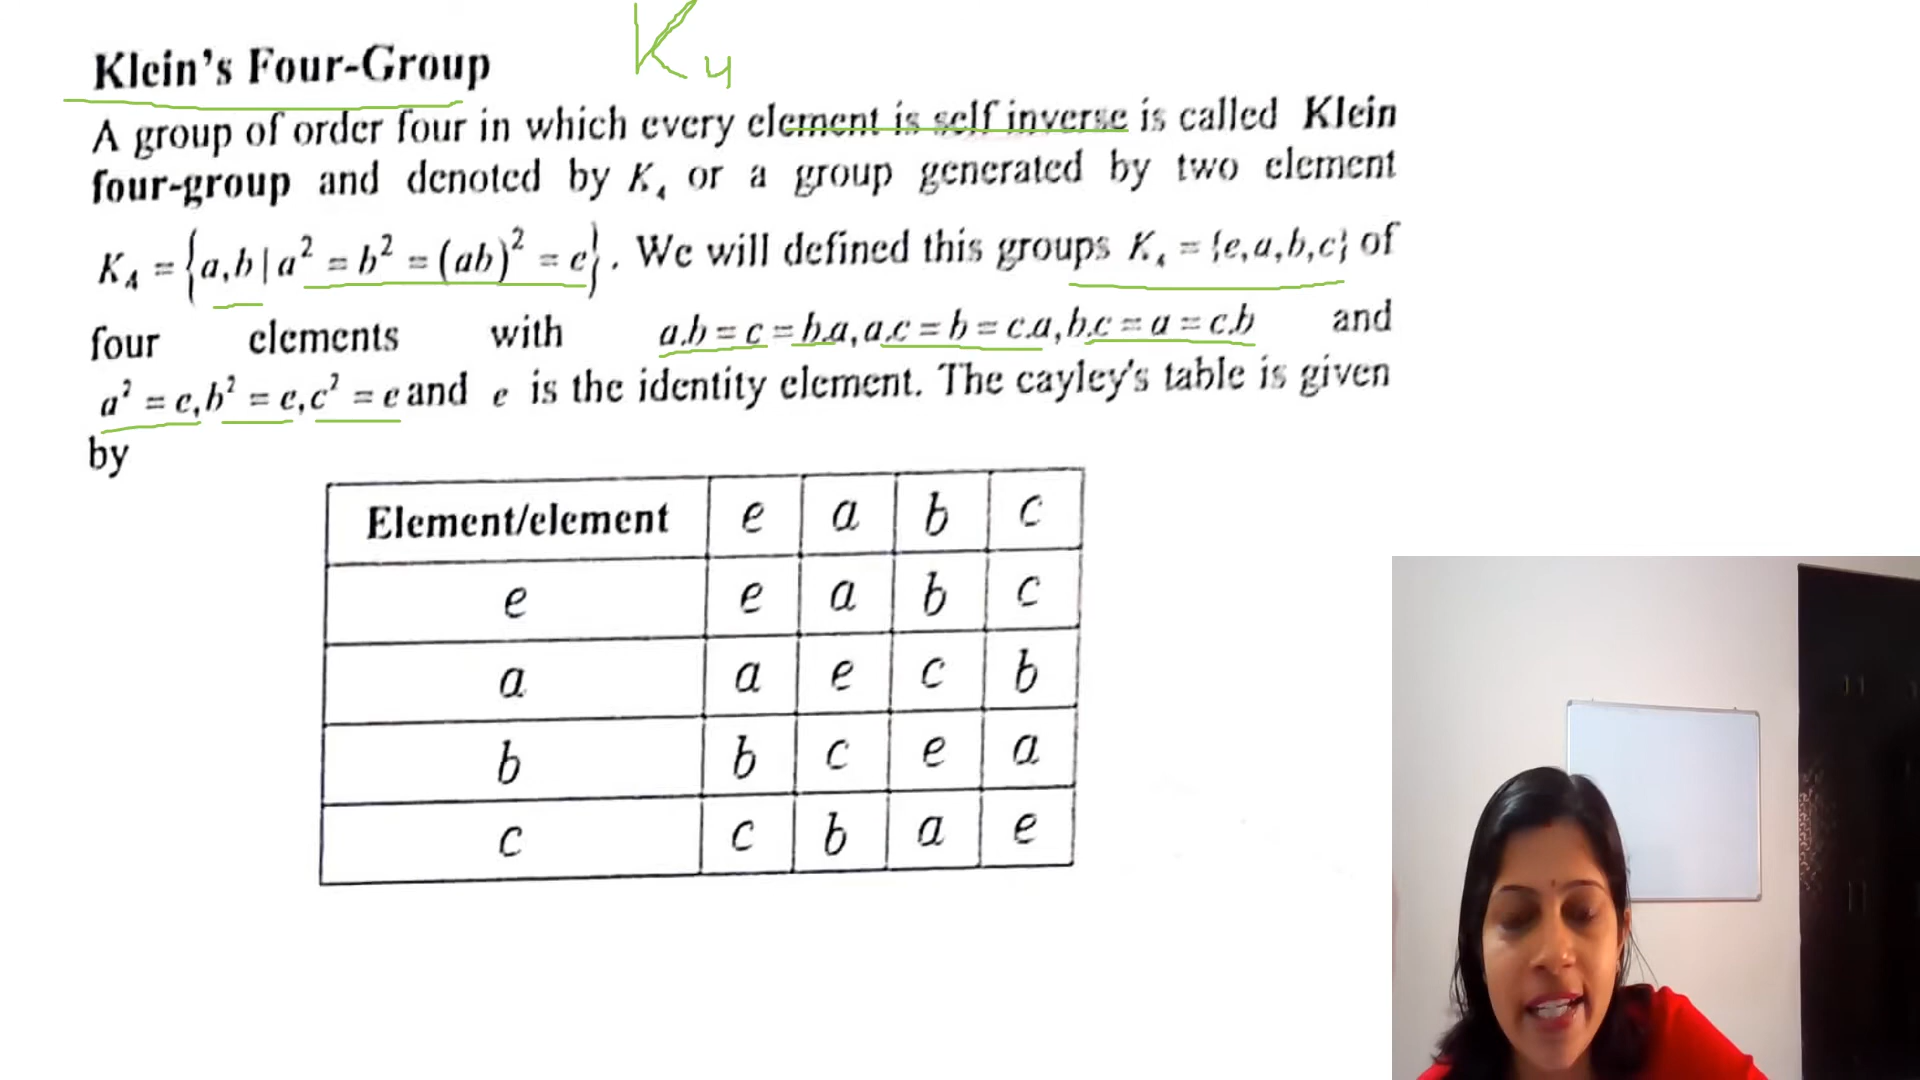 K4
Klein's Four-Group
A group of order four in which every element is self inverse is called Klein
four-group and denoted by K₄ or a group generated by two element
K₄ = {a,b | a² = b² = (ab)² = e}. We will defined this groups K₄ = {e,a,b,c} of
four elements with a.b = c = b.a, a.c = b = c.a, b.c = a = c.b and
a² = e, b² = e, c² = e and e is the identity element. The cayley's table is given
by
Element/element e a b c
e e a b c
a a e c b
b b c e a
c c b a e